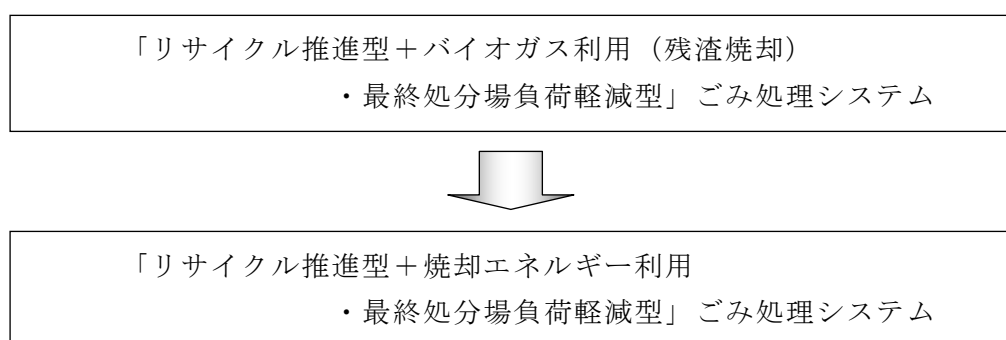 「リサイクル推進型＋バイオガス利用（残渣焼却）
・最終処分場負荷軽減型」ごみ処理システム
「リサイクル推進型＋焼却エネルギー利用
・最終処分場負荷軽減型」ごみ処理システム